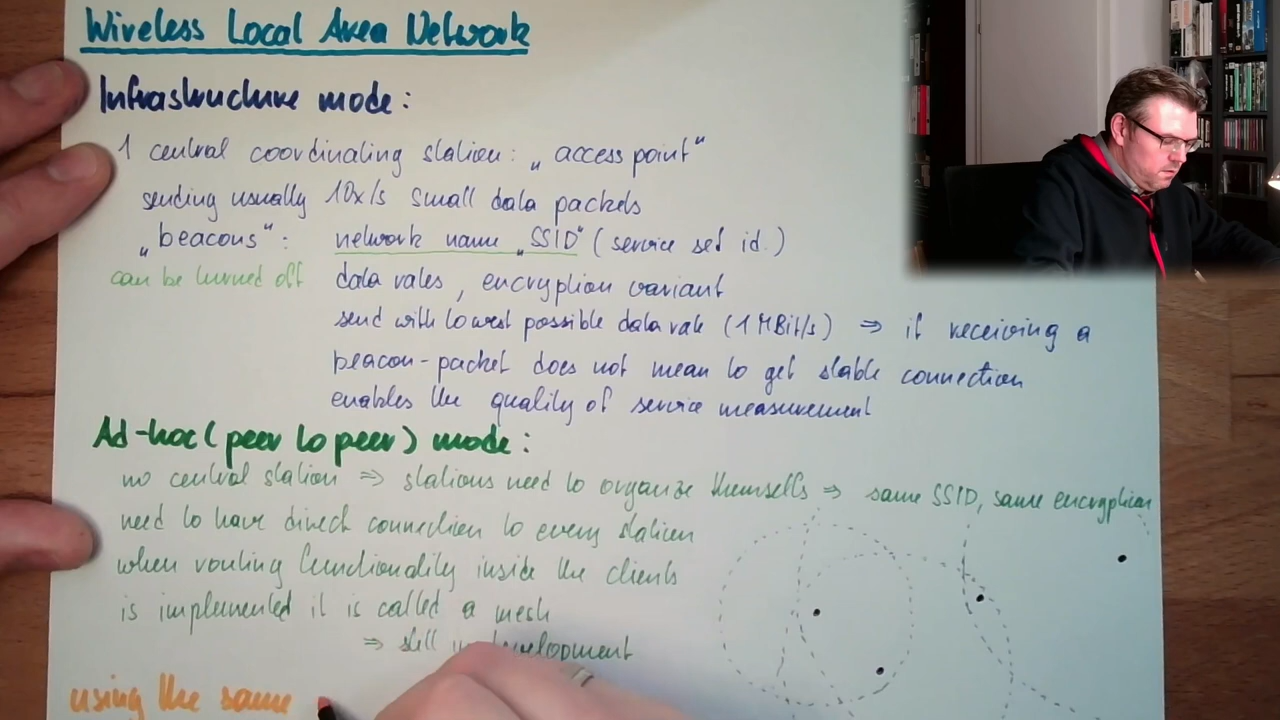 Wireless Local Area Network
Infrastructure mode:
1 central coordinating station: „access point“
sending usually 10x/s small data packets
„beacons“: network name „SSID“ (service set id.)
can be turned off data rates, encryption variant
send with lowest possible data rate (1 MBit/s) ⇒ if receiving a
beacon-packet does not mean to get stable connection
enables the quality of service measurement
Ad-hoc (peer to peer) mode:
no central station ⇒ stations need to organize themselfs ⇒ same SSID, same encryption
need to have direct connection to every station
when routing functionality inside the clients
is implemented it is called a mesh
⇒ still in development
using the same